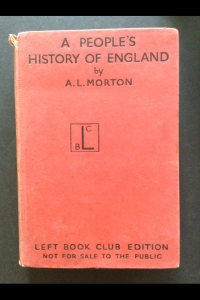 A PEOPLE'S
HISTORY OF ENGLAND
by
A.L.MORTON
C
L
B
LEFT BOOK CLUB EDITION
NOT FOR SALE TO THE PUBLIC